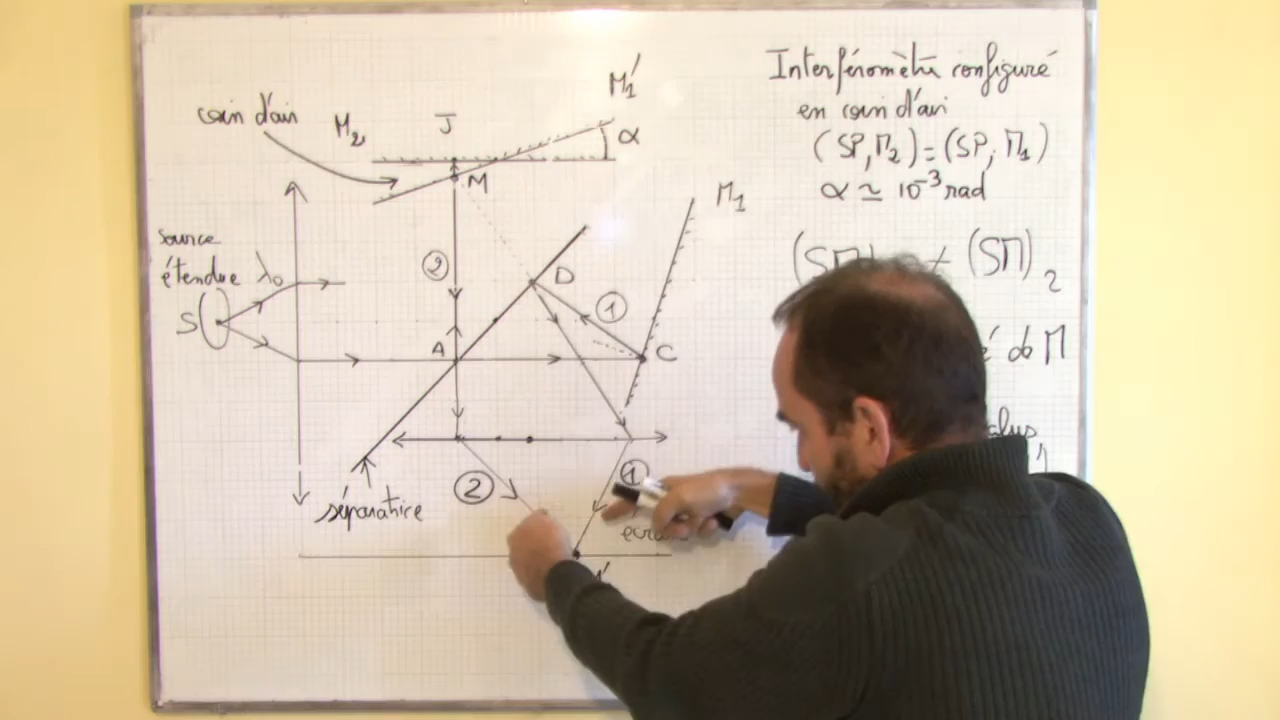 Interféromètre configuré
en coin d'air
(SP, M₂) = (SP, M₁)
α ≃ 10⁻³ rad
(SM)
≠ (SM)₂
de M
M₁'
coin d'air
M₂
J
α
M
M₁
source
étendue λ₀
S
②
D
①
A
C
②
①
séparatrice